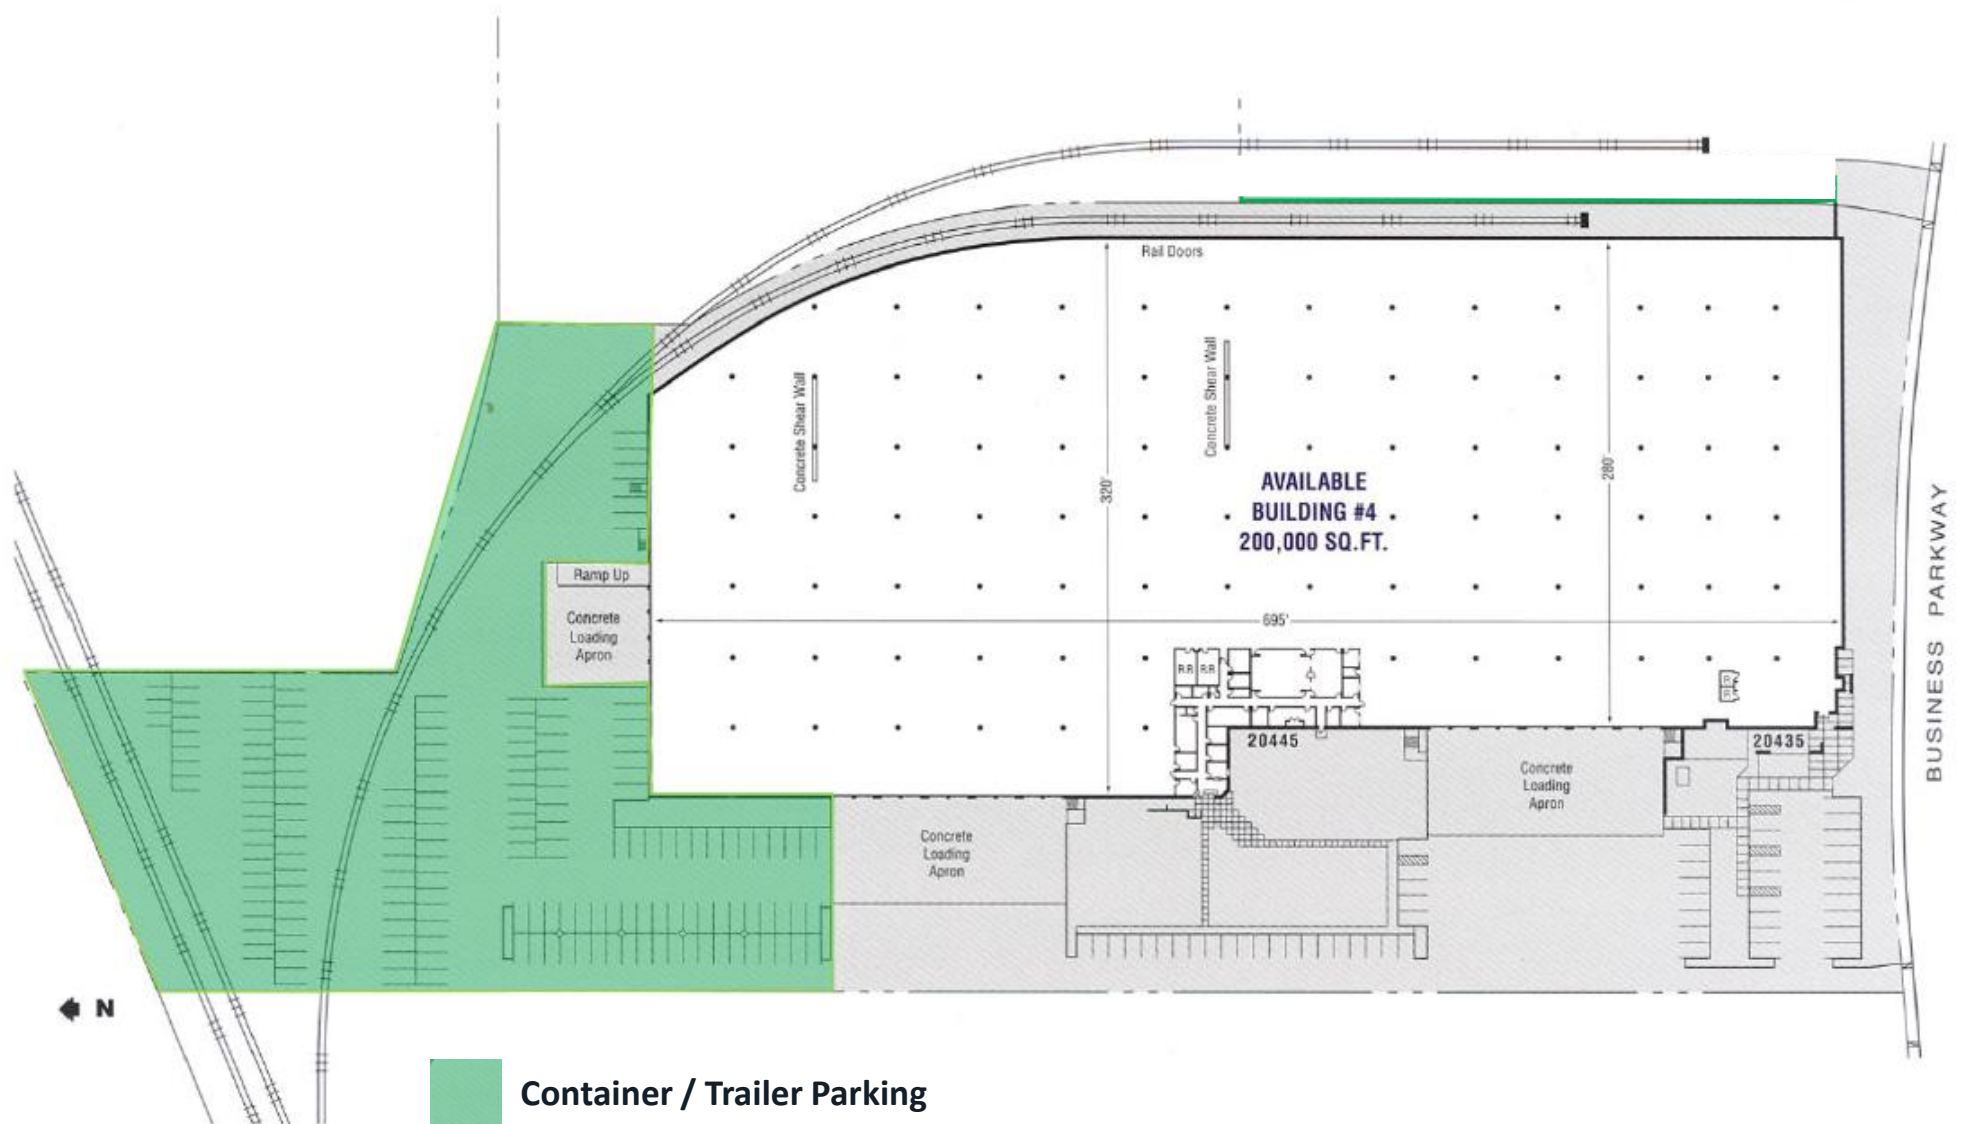 Rail Doors
Concrete Shear Wall
Concrete Shear Wall
320'
280'
AVAILABLE
BUILDING #4
200,000 SQ.FT.
Ramp Up
Concrete
Loading
Apron
695'
R.R
R.R
R
R
20445
20435
Concrete
Loading
Apron
Concrete
Loading
Apron
BUSINESS PARKWAY
N
Container / Trailer Parking